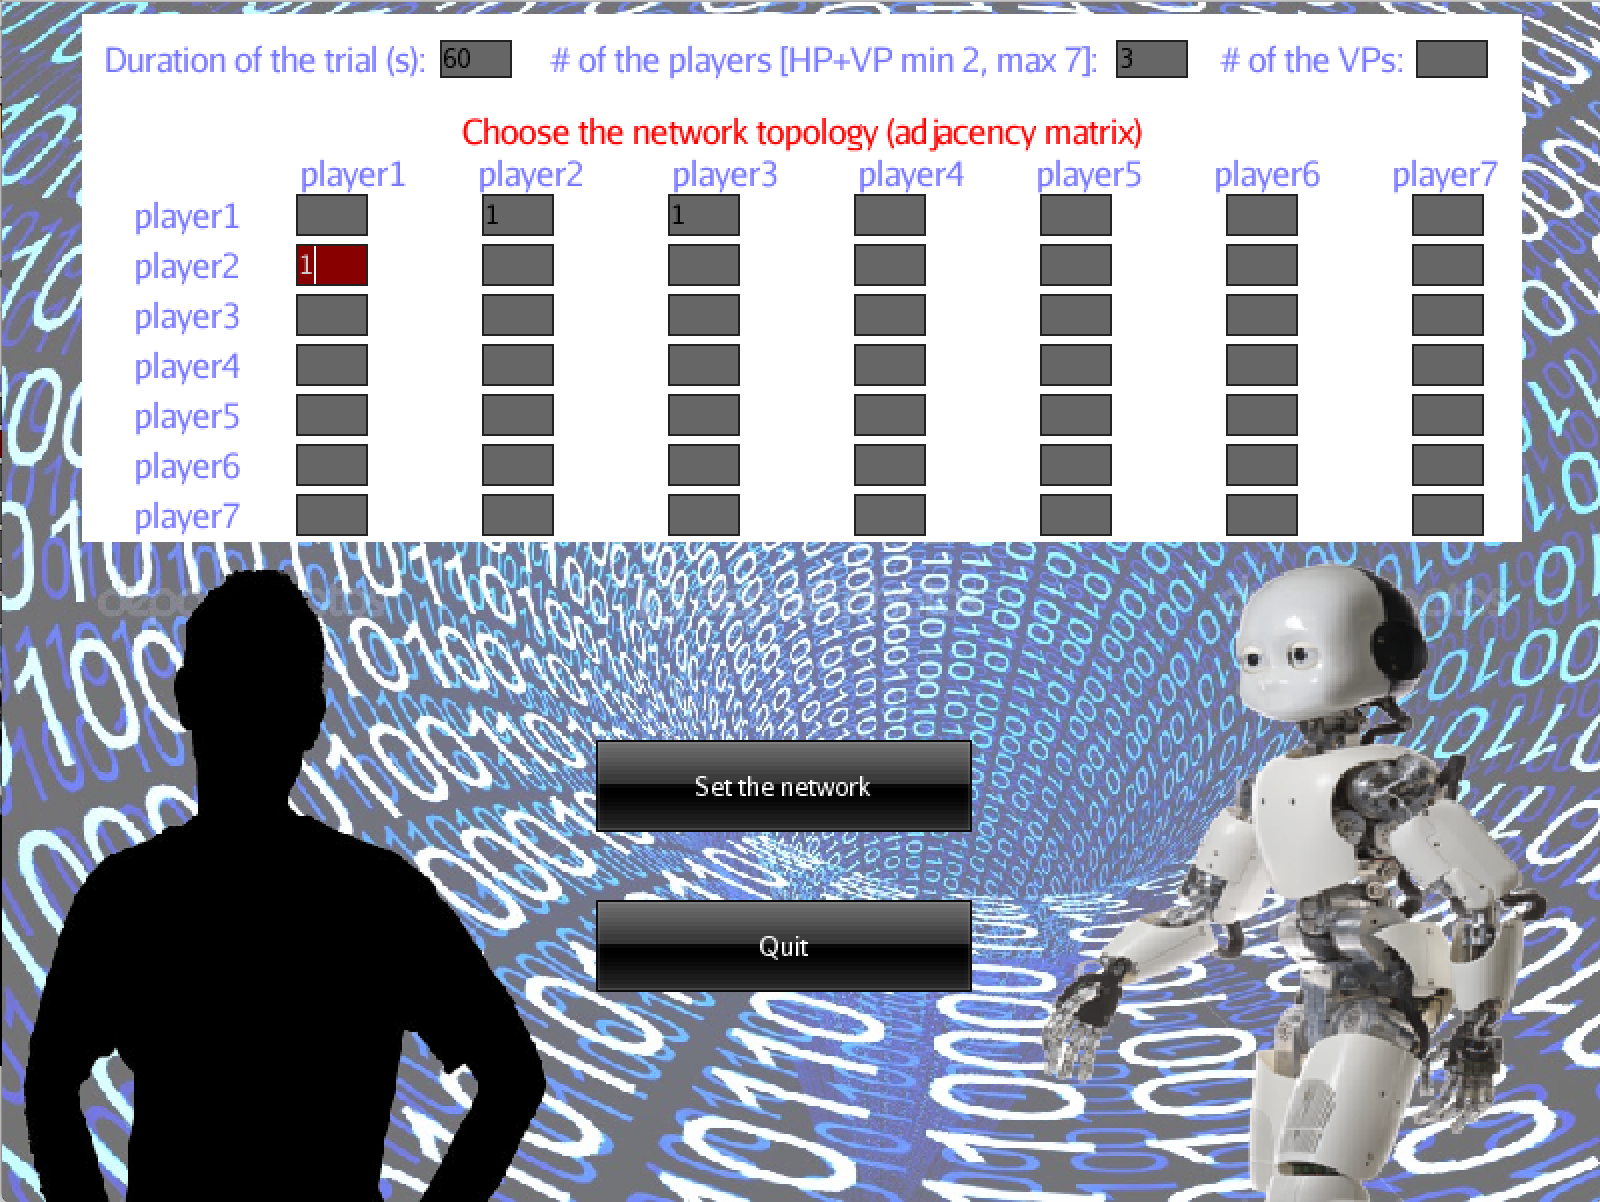 Duration of the trial (s): 60 # of the players [HP+VP min 2, max 7]: 3 # of the VPs:
Choose the network topology (adjacency matrix)
player1 player2 player3 player4 player5 player6 player7
player1 1 1
player2 1
player3
player4
player5
player6
player7
Set the network
Quit